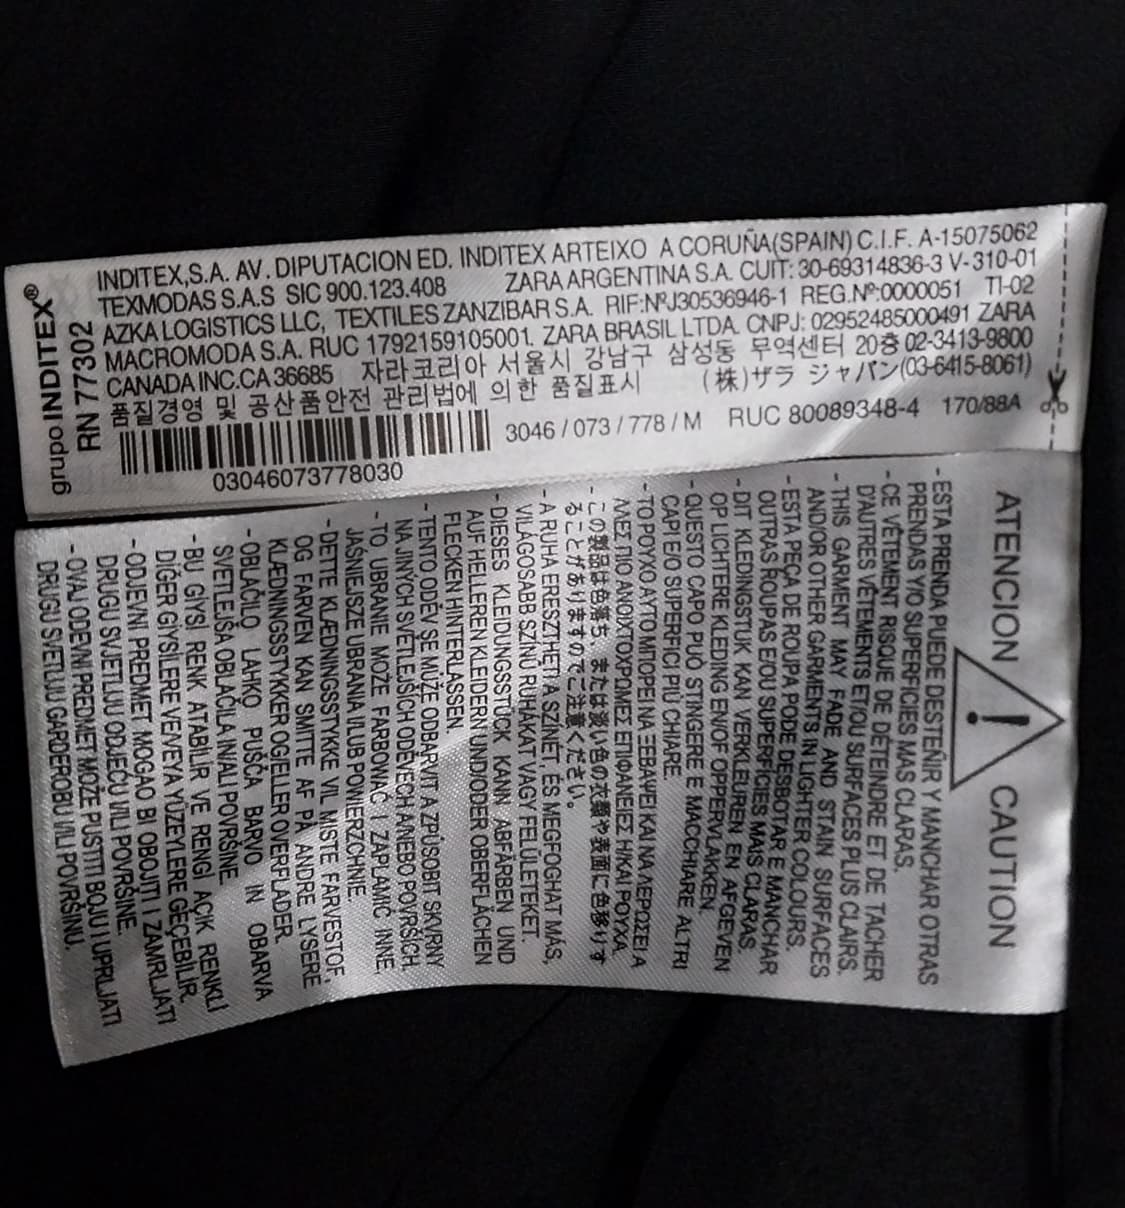 grupo INDITEX®
RN 77302
INDITEX,S.A. AV. DIPUTACION ED. INDITEX ARTEIXO A CORUÑA(SPAIN) C.I.F. A-15075062
TEXMODAS S.A.S SIC 900.123.408 ZARA ARGENTINA S.A. CUIT: 30-69314836-3 V-310-01
AZKA LOGISTICS LLC, TEXTILES ZANZIBAR S.A. RIF:NºJ30536946-1 REG.Nº:0000051 TI-02
MACROMODA S.A. RUC 1792159105001. ZARA BRASIL LTDA. CNPJ: 02952485000491 ZARA
CANADA INC.CA 36685 자라코리아 서울시 강남구 삼성동 무역센터 20층 02-3413-9800
품질경영 및 공산품안전 관리법에 의한 품질표시 (株)ザラ ジャパン(03-6415-8061)
3046 / 073 / 778 / M RUC 80089348-4 170/88A
03046073778030
ATENCION ! CAUTION
- ESTA PRENDA PUEDE DESTEÑIR Y MANCHAR OTRAS
PRENDAS Y/O SUPERFICIES MAS CLARAS.
- CE VÊTEMENT RISQUE DE DÉTEINDRE ET DE TACHER
D'AUTRES VÊTEMENTS ET/OU SURFACES PLUS CLAIRS.
- THIS GARMENT MAY FADE AND STAIN SURFACES
AND/OR OTHER GARMENTS IN LIGHTER COLOURS.
- ESTA PEÇA DE ROUPA PODE DESBOTAR E MANCHAR
OUTRAS ROUPAS E/OU SUPERFÍCIES MAIS CLARAS.
- DIT KLEDINGSTUK KAN VERKLEUREN EN AFGEVEN
OP LICHTERE KLEDING EN/OF OPPERVLAKKEN.
- QUESTO CAPO PUÒ STINGERE E MACCHIARE ALTRI
CAPI E/O SUPERFICI PIÙ CHIARE.
- ΤΟ ΡΟΥΧΟ ΑΥΤΟ ΜΠΟΡΕΙ ΝΑ ΞΕΒΑΨΕΙ ΚΑΙ ΝΑ ΛΕΡΩΣΕΙ Α
ΛΛΕΣ ΠΙΟ ΑΝΟΙΧΤΟΧΡΩΜΕΣ ΕΠΙΦΑΝΕΙΕΣ Η/ΚΑΙ ΡΟΥΧΑ.
- この製品は色落ち、または淡い色の衣類や表面に色移りす
ることがありますのでご注意ください。
- A RUHA ERESZTHETI A SZÍNÉT, ÉS MEGFOGHAT MÁS,
VILÁGOSABB SZÍNŰ RUHÁKAT VAGY FELÜLETEKET.
- DIESES KLEIDUNGSSTÜCK KANN ABFÄRBEN UND
AUF HELLEREN KLEIDERN UND/ODER OBERFLÄCHEN
FLECKEN HINTERLASSEN.
- TENTO ODĚV SE MŮŽE ODBARVIT A ZPŮSOBIT SKVRNY
NA JINÝCH SVĚTLEJŠÍCH ODĚVECH A/NEBO POVRŠÍCH.
- TO UBRANIE MOŻE FARBOWAĆ I ZAPLAMIĆ INNE,
JAŚNIEJSZE UBRANIA I/LUB POWIERZCHNIE.
- DETTE KLÆDNINGSSTYKKE VIL MISTE FARVESTOF,
OG FARVEN KAN SMITTE AF PÅ ANDRE LYSERE
KLÆDNINGSSTYKKER OG/ELLER OVERFLADER.
- OBLAČILO LAHKO PUŠČA BARVO IN OBARVA
SVETLEJŠA OBLAČILA IN/ALI POVRŠINE.
- BU GIYSI RENK ATABİLİR VE RENGİ AÇIK RENKLİ
DİĞER GIYSİLERE VE/VEYA YÜZEYLERE GEÇEBİLİR.
- ODJEVNI PREDMET MOGAO BI OBOJITI I ZAMRLJATI
DRUGU SVJETLIJU ODJEĆU I/ILI POVRŠINE.
- OVAJ ODEVNI PREDMET MOŽE PUSTITI BOJU I UPRLJATI
DRUGU SVETLIJU GARDEROBU I/ILI POVRŠINU.